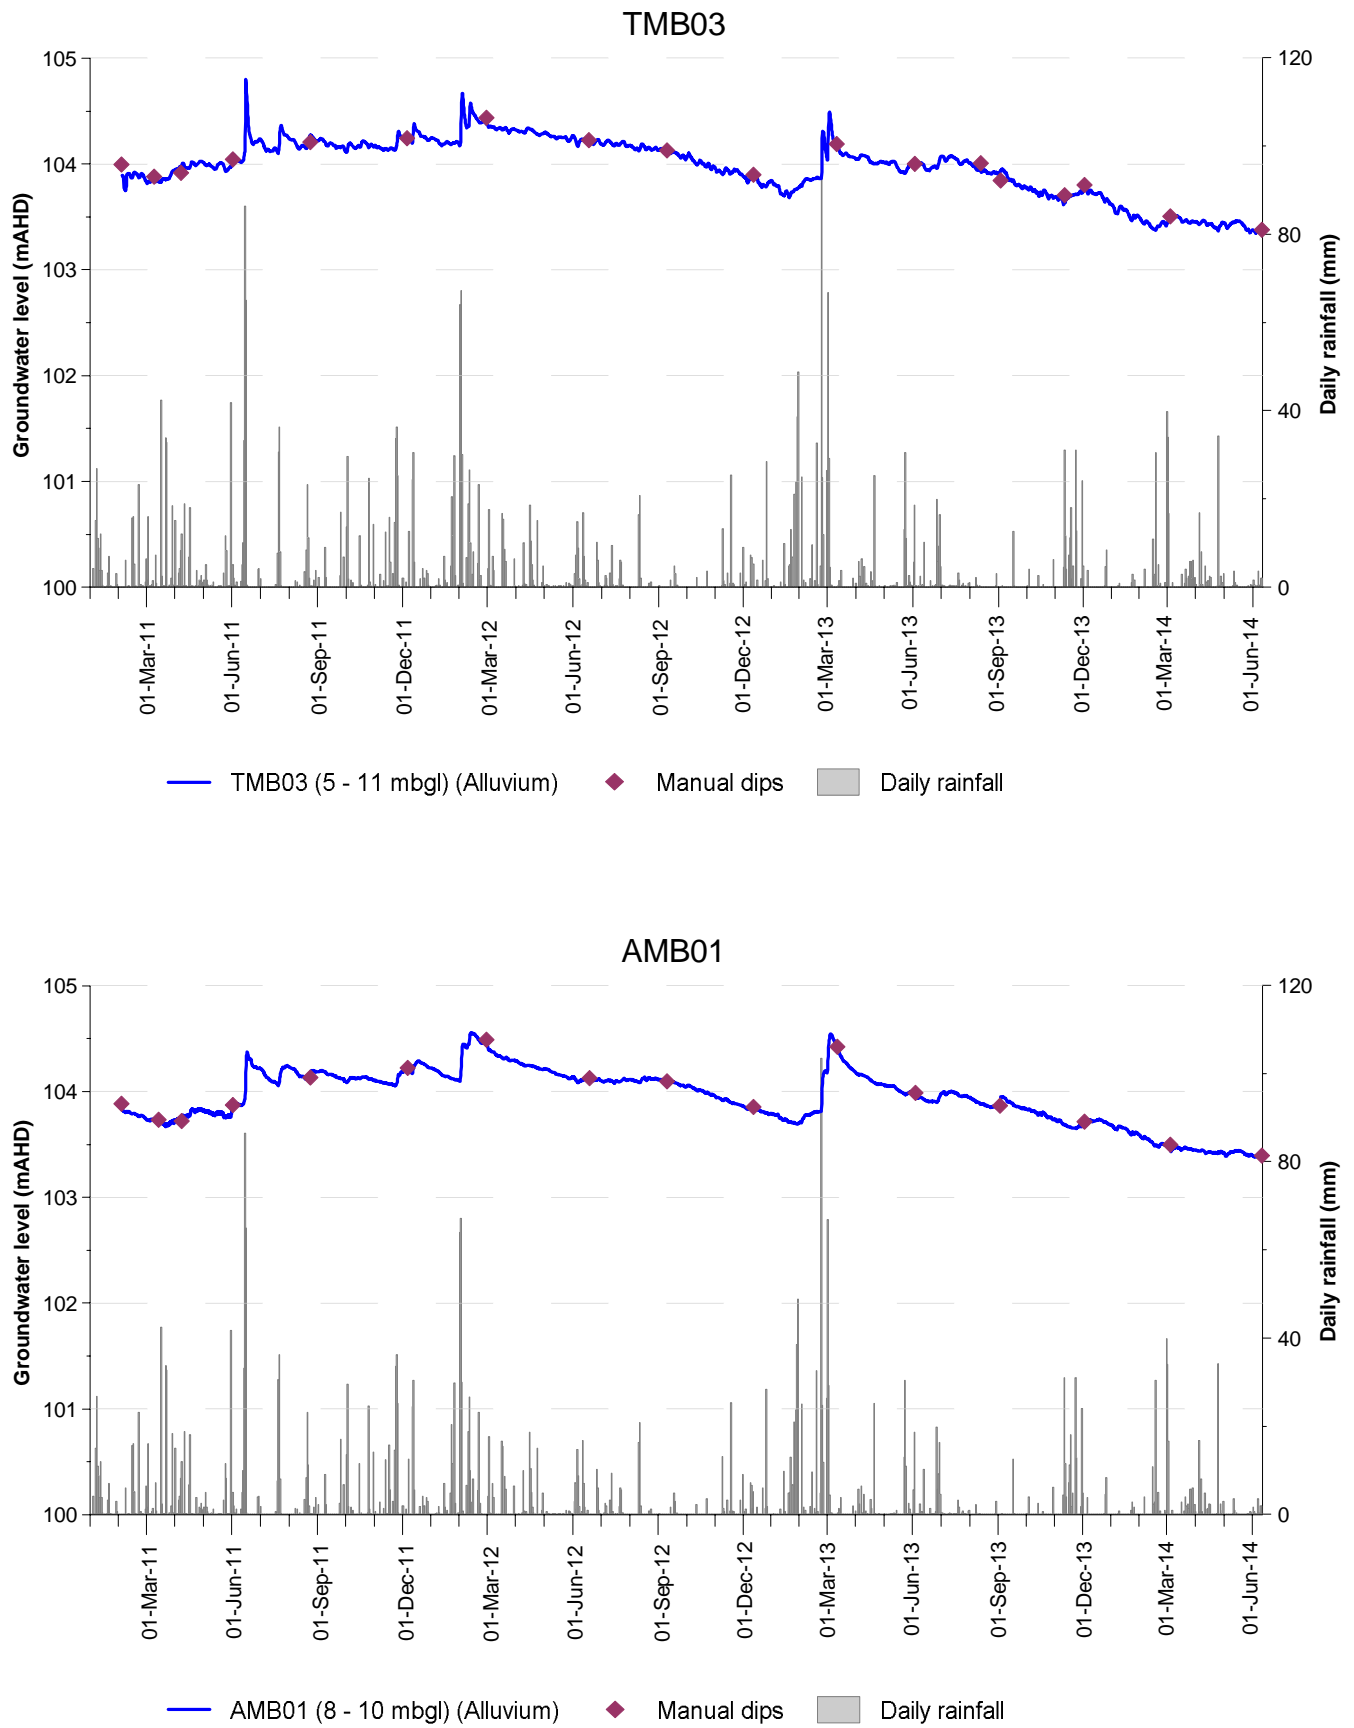 TMB03
105
120
104
103
80
102
40
101
100
0
Groundwater level (mAHD)
Daily rainfall (mm)
01-Mar-11
01-Jun-11
01-Sep-11
01-Dec-11
01-Mar-12
01-Jun-12
01-Sep-12
01-Dec-12
01-Mar-13
01-Jun-13
01-Sep-13
01-Dec-13
01-Mar-14
01-Jun-14
TMB03 (5 - 11 mbgl) (Alluvium) Manual dips Daily rainfall
AMB01
105
120
104
103
80
102
40
101
100
0
Groundwater level (mAHD)
Daily rainfall (mm)
01-Mar-11
01-Jun-11
01-Sep-11
01-Dec-11
01-Mar-12
01-Jun-12
01-Sep-12
01-Dec-12
01-Mar-13
01-Jun-13
01-Sep-13
01-Dec-13
01-Mar-14
01-Jun-14
AMB01 (8 - 10 mbgl) (Alluvium) Manual dips Daily rainfall